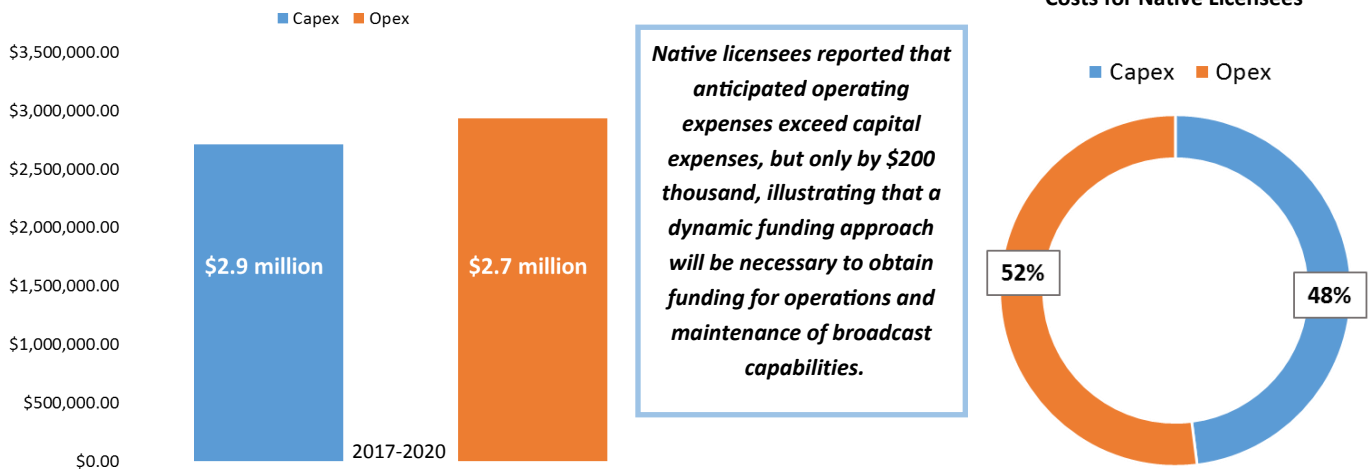 Capex Opex
$3,500,000.00
$3,000,000.00
$2,500,000.00
$2,000,000.00
$1,500,000.00
$1,000,000.00
$500,000.00
$0.00
$2.9 million
$2.7 million
2017-2020
Native licensees reported that
anticipated operating
expenses exceed capital
expenses, but only by $200
thousand, illustrating that a
dynamic funding approach
will be necessary to obtain
funding for operations and
maintenance of broadcast
capabilities.
Costs for Native Licensees
Capex Opex
52%
48%